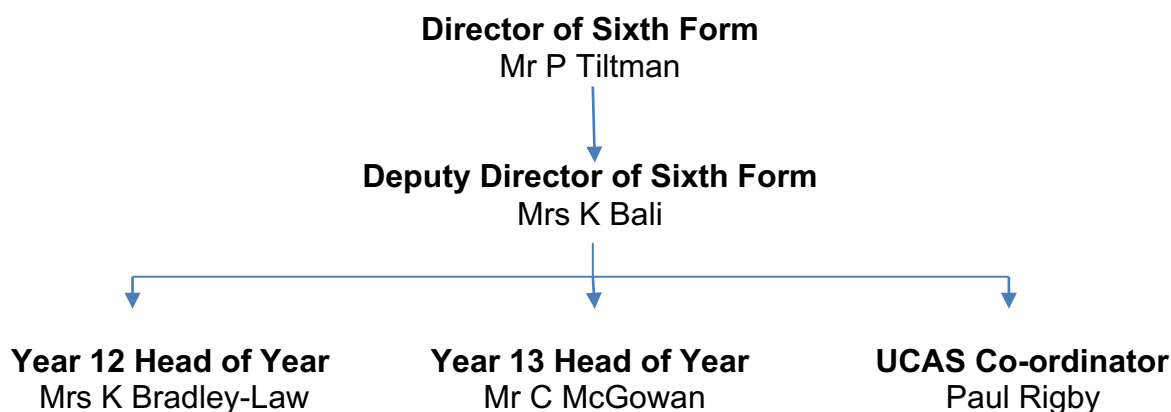 Director of Sixth Form
Mr P Tiltman
Deputy Director of Sixth Form
Mrs K Bali
Year 12 Head of Year
Mrs K Bradley-Law
Year 13 Head of Year
Mr C McGowan
UCAS Co-ordinator
Paul Rigby